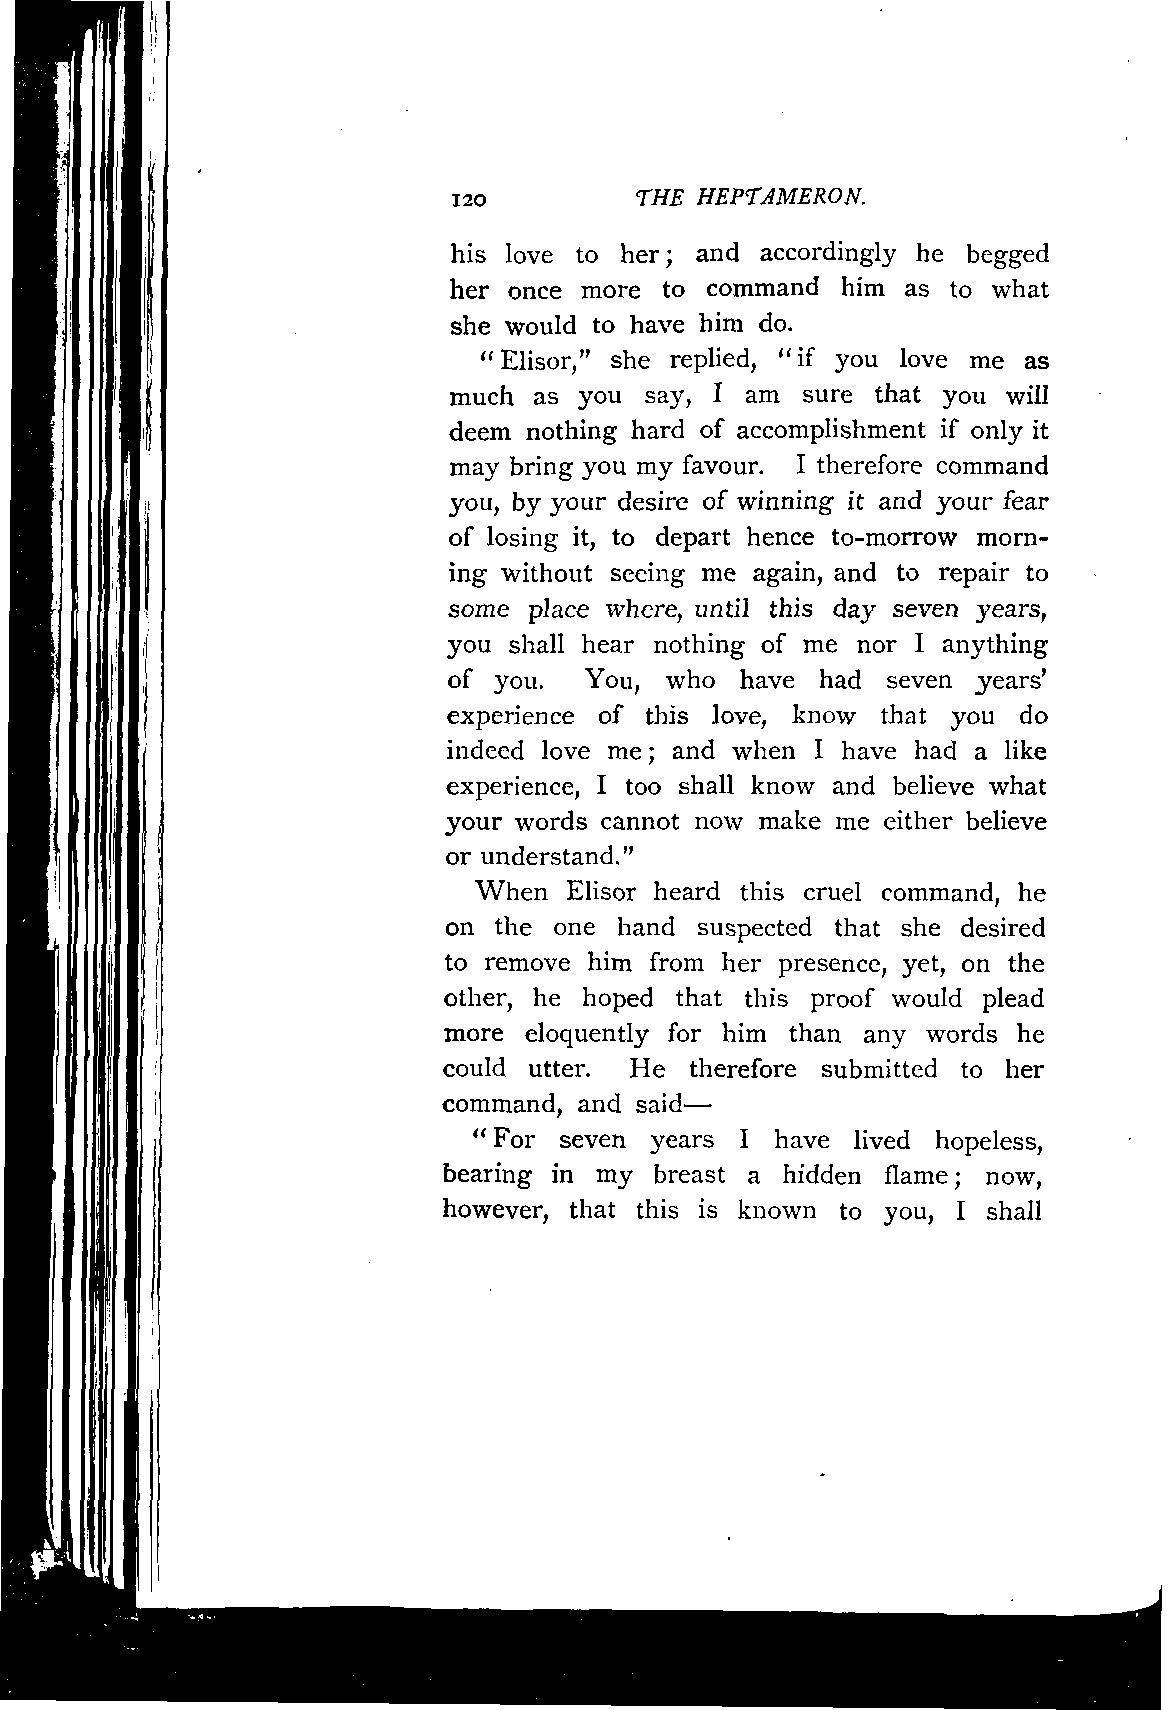 120 THE HEPTAMERON.
his love to her; and accordingly he begged
her once more to command him as to what
she would to have him do.
"Elisor," she replied, "if you love me as
much as you say, I am sure that you will
deem nothing hard of accomplishment if only it
may bring you my favour. I therefore command
you, by your desire of winning it and your fear
of losing it, to depart hence to-morrow morn-
ing without seeing me again, and to repair to
some place where, until this day seven years,
you shall hear nothing of me nor I anything
of you. You, who have had seven years'
experience of this love, know that you do
indeed love me; and when I have had a like
experience, I too shall know and believe what
your words cannot now make me either believe
or understand."
When Elisor heard this cruel command, he
on the one hand suspected that she desired
to remove him from her presence, yet, on the
other, he hoped that this proof would plead
more eloquently for him than any words he
could utter. He therefore submitted to her
command, and said—
"For seven years I have lived hopeless,
bearing in my breast a hidden flame; now,
however, that this is known to you, I shall